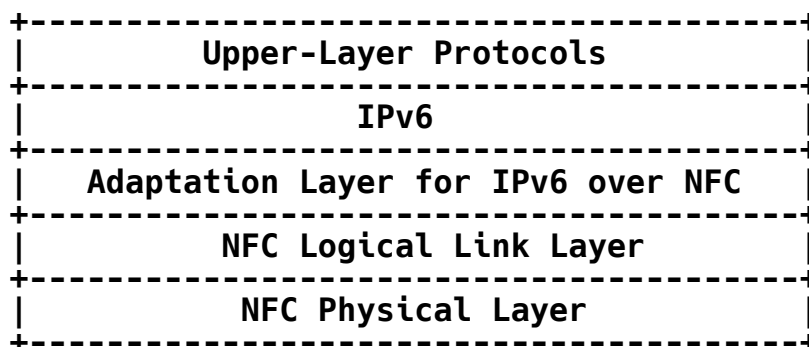 Upper-Layer Protocols
IPv6
Adaptation Layer for IPv6 over NFC
NFC Logical Link Layer
NFC Physical Layer